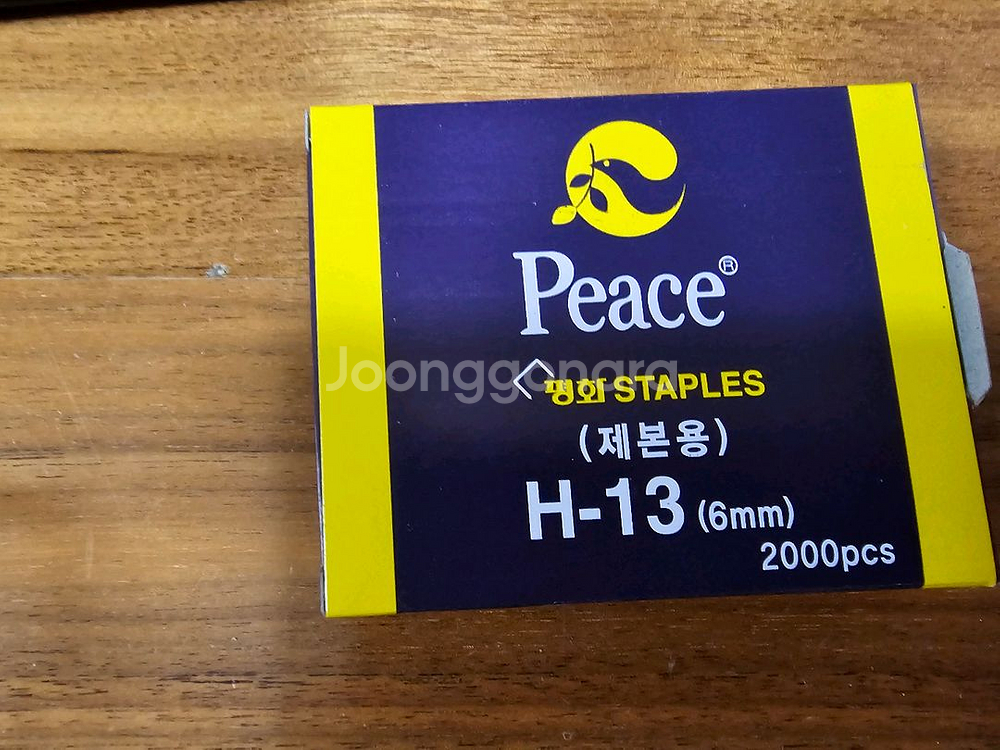 Peace®
Joonggonara
평화 STAPLES
(제본용)
H-13 (6mm)
2000pcs